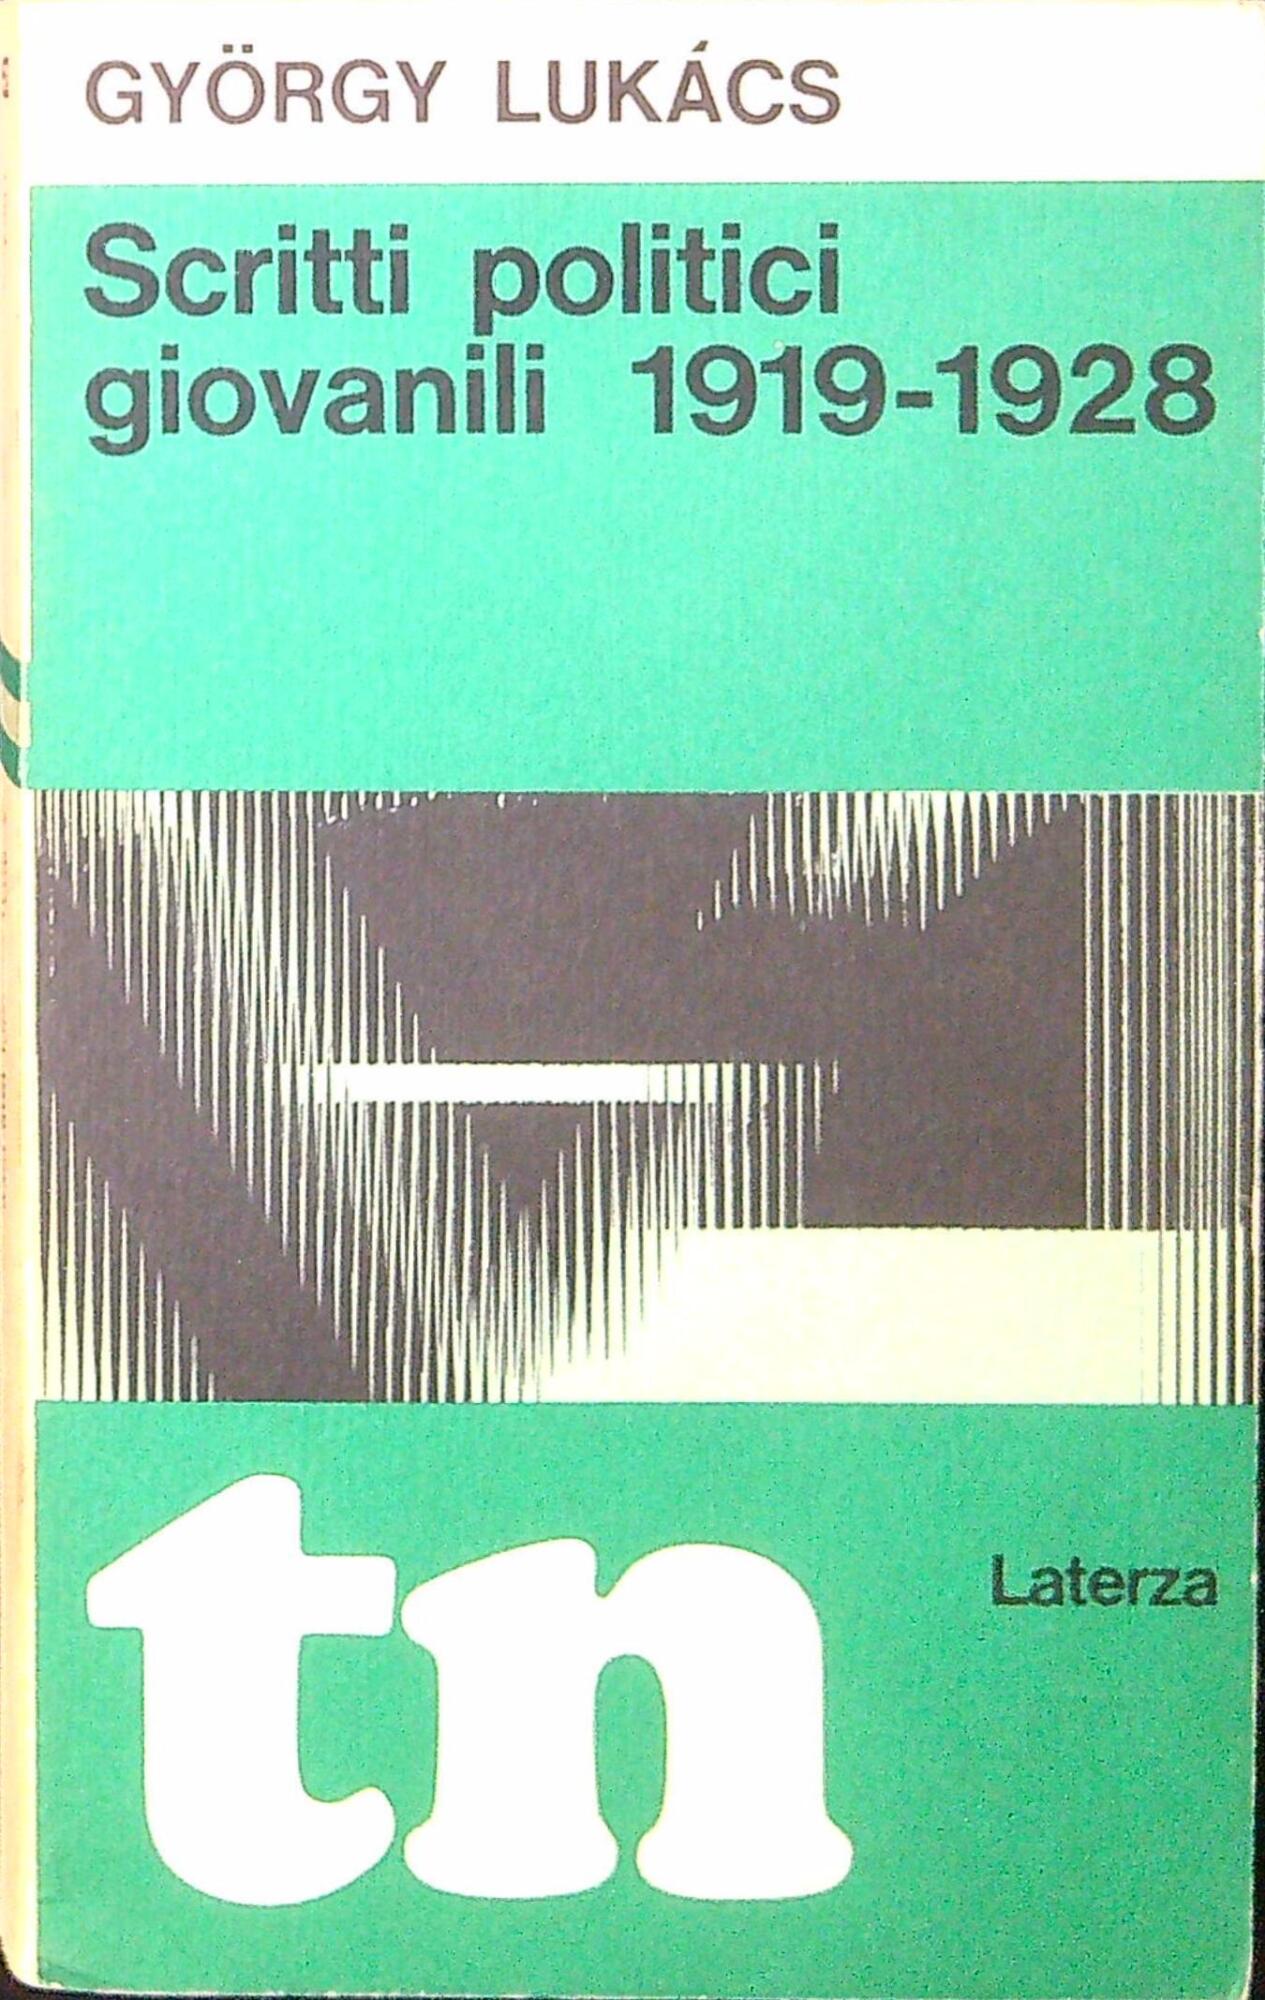 GYÖRGY LUKÁCS
Scritti politici
giovanili 1919-1928
Laterza
tn